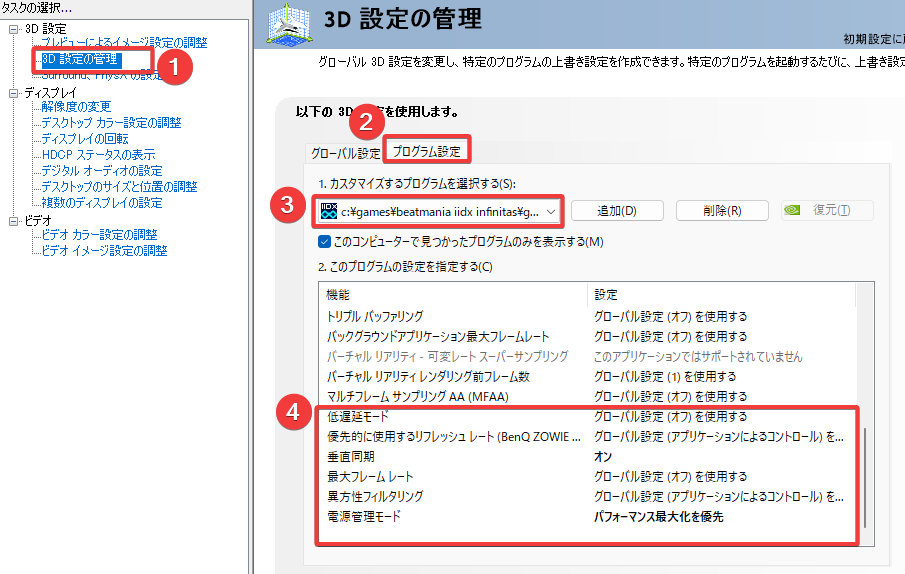 タスクの選択...
3D 設定
プレビューによるイメージ設定の調整
3D 設定の管理
1
Surround、PhysX の設定
ディスプレイ
解像度の変更
デスクトップ カラー設定の調整
ディスプレイの回転
HDCP ステータスの表示
デジタル オーディオの設定
デスクトップのサイズと位置の調整
複数のディスプレイの設定
ビデオ
ビデオ カラー設定の調整
ビデオ イメージ設定の調整
3D 設定の管理
初期設定に
グローバル 3D 設定を変更し、特定のプログラムの上書き設定を作成できます。特定のプログラムを起動するたびに、上書き設定
以下の 3D を使用します。
2
グローバル設定
プログラム設定
1. カスタマイズするプログラムを選択する(S):
3
IIDX
c:¥games¥beatmania iidx infinitas¥g...
追加(D)
削除(R)
復元(T)
このコンピューターで見つかったプログラムのみを表示する(M)
2. このプログラムの設定を指定する(C)
機能 設定
トリプル バッファリング グローバル設定 (オフ) を使用する
バックグラウンドアプリケーション最大フレームレート グローバル設定 (オフ) を使用する
バーチャル リアリティ - 可変レート スーパーサンプリング このアプリケーションではサポートされていません
バーチャル リアリティ レンダリング前フレーム数 グローバル設定 (1) を使用する
マルチフレーム サンプリング AA (MFAA) グローバル設定 (オフ) を使用する
4
低遅延モード グローバル設定 (オフ) を使用する
優先的に使用するリフレッシュ レート (BenQ ZOWIE ... グローバル設定 (アプリケーションによるコントロール) を...
垂直同期 オン
最大フレーム レート グローバル設定 (オフ) を使用する
異方性フィルタリング グローバル設定 (アプリケーションによるコントロール) を...
電源管理モード パフォーマンス最大化を優先